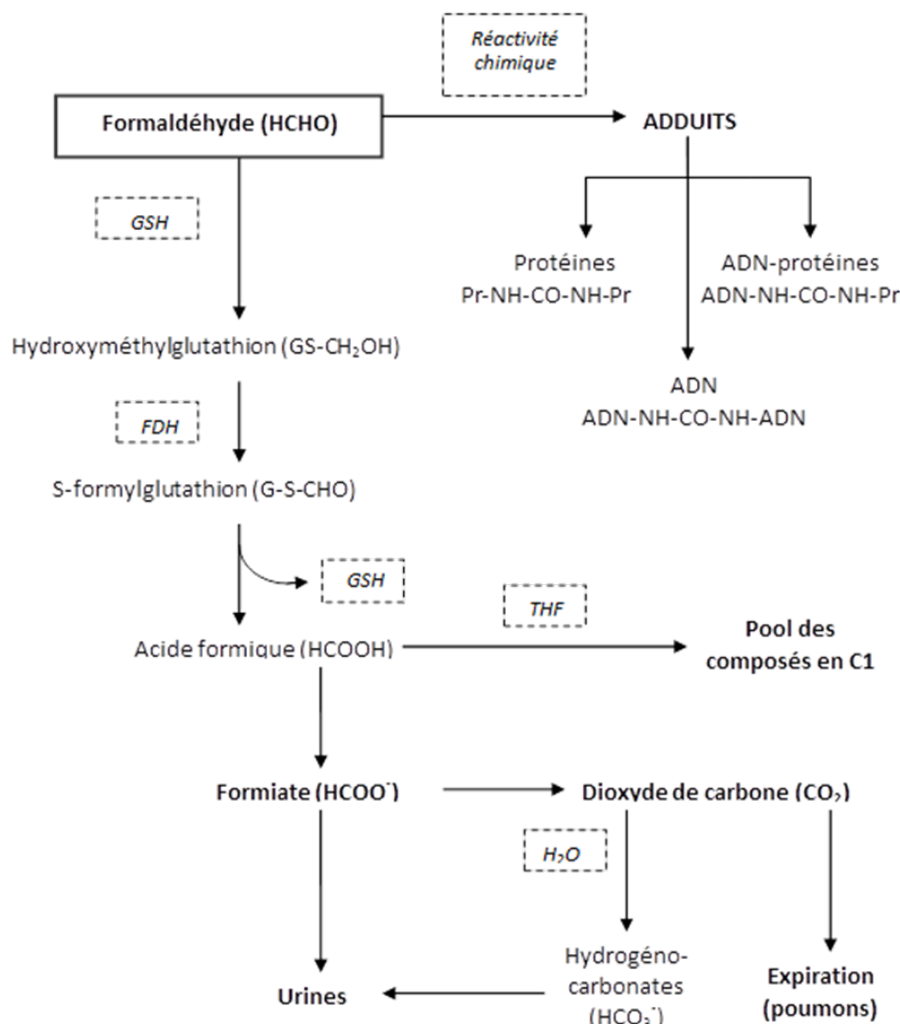 Réactivité
chimique
Formaldéhyde (HCHO)
ADDUITS
GSH
Protéines
Pr-NH-CO-NH-Pr
ADN-protéines
ADN-NH-CO-NH-Pr
Hydroxyméthylglutathion (GS-CH₂OH)
ADN
ADN-NH-CO-NH-ADN
FDH
S-formylglutathion (G-S-CHO)
GSH
THF
Acide formique (HCOOH)
Pool des
composés en C1
Formiate (HCOO⁻)
Dioxyde de carbone (CO₂)
H₂O
Hydrogéno-
carbonates
(HCO₃⁻)
Urines
Expiration
(poumons)